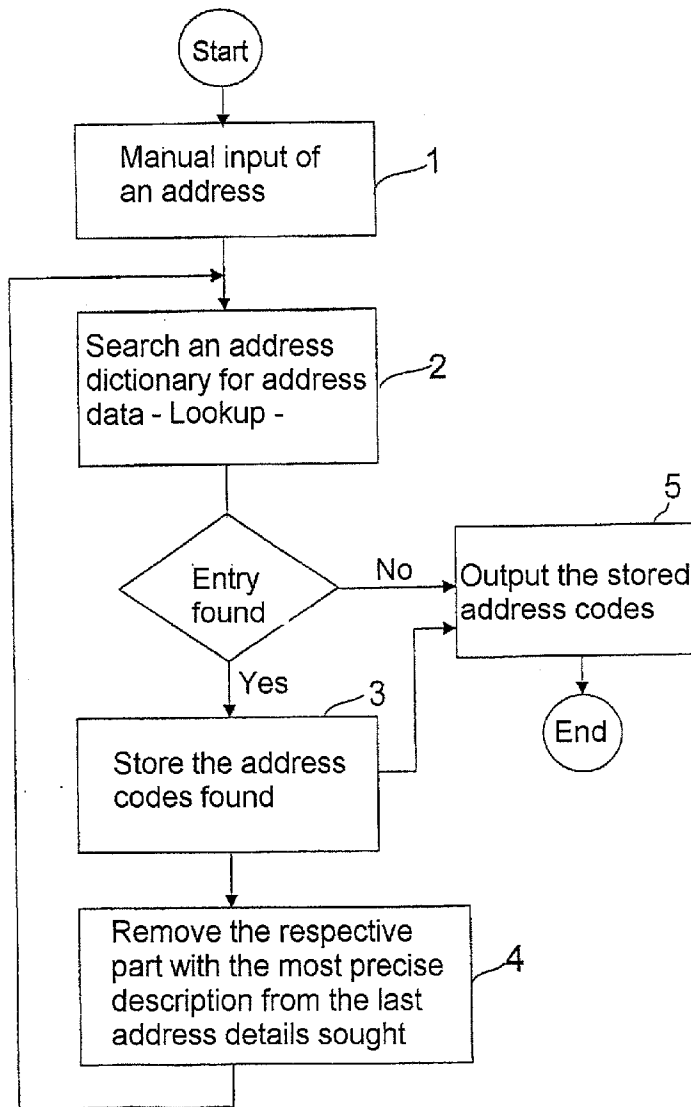 Start
Manual input of
an address
1
Search an address
dictionary for address
data - Lookup -
2
Entry
found
No
Yes
5
Output the stored
address codes
End
3
Store the address
codes found
Remove the respective
part with the most precise
description from the last
address details sought
4